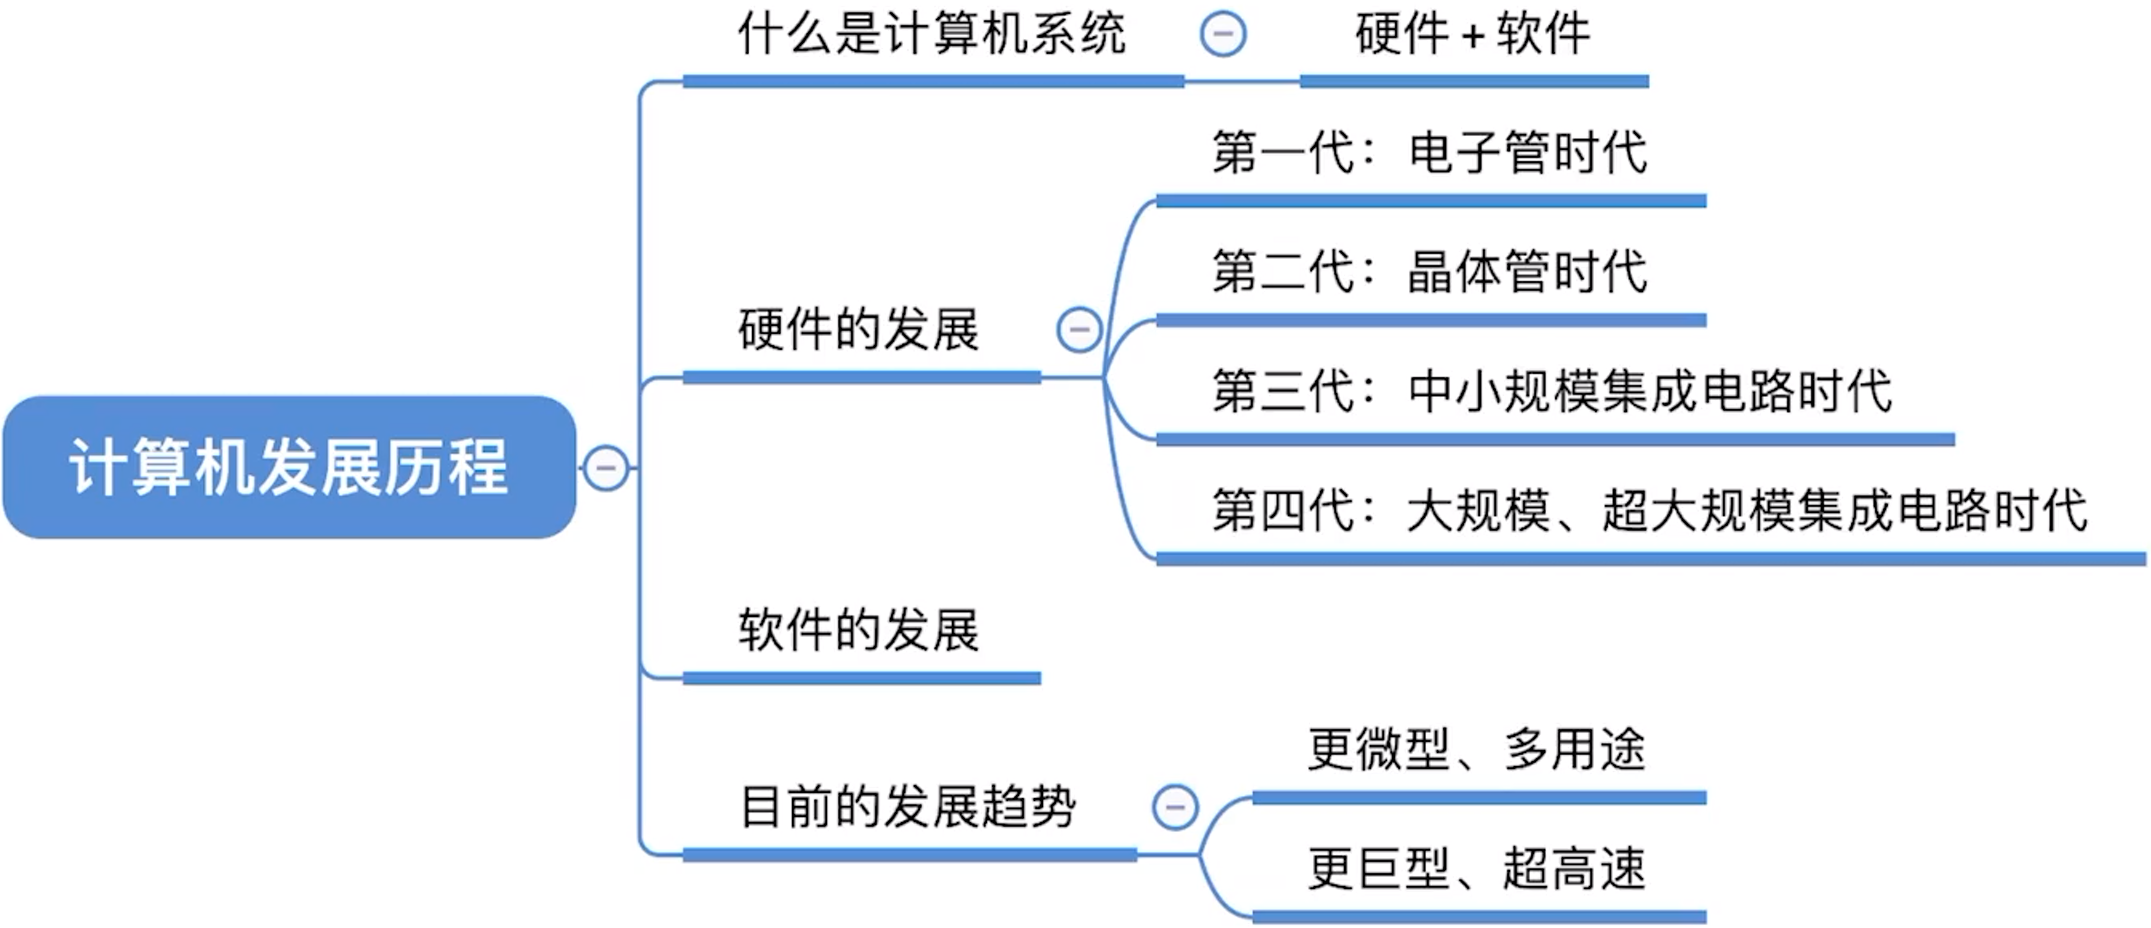 什么是计算机系统
硬件+软件
第一代：电子管时代
第二代：晶体管时代
硬件的发展
第三代：中小规模集成电路时代
计算机发展历程
第四代：大规模、超大规模集成电路时代
软件的发展
更微型、多用途
目前的发展趋势
更巨型、超高速